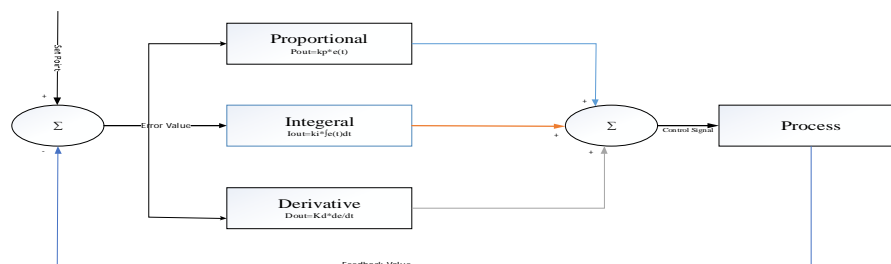 Set Point
Proportional
Pout=kp*e(t)
+
+
Σ
Error Value
Integeral
Iout=ki*∫e(t)dt
+
Σ
Control Signal
Process
-
+
Derivative
Dout=Kd*de/dt
Feedback Value